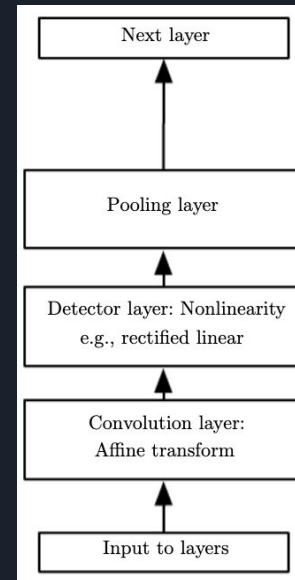 Next layer
Pooling layer
Detector layer: Nonlinearity
e.g., rectified linear
Convolution layer:
Affine transform
Input to layers